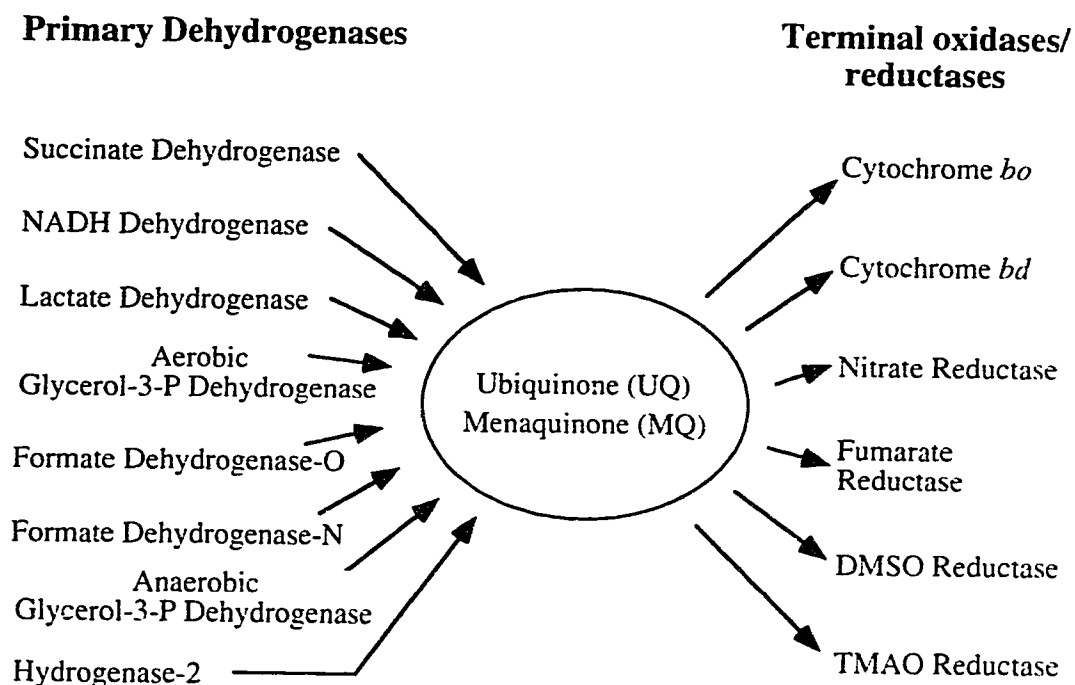 Primary Dehydrogenases
Terminal oxidases/
reductases
Succinate Dehydrogenase
NADH Dehydrogenase
Lactate Dehydrogenase
Aerobic
Glycerol-3-P Dehydrogenase
Formate Dehydrogenase-O
Formate Dehydrogenase-N
Anaerobic
Glycerol-3-P Dehydrogenase
Hydrogenase-2
Ubiquinone (UQ)
Menaquinone (MQ)
Cytochrome bo
Cytochrome bd
Nitrate Reductase
Fumarate
Reductase
DMSO Reductase
TMAO Reductase